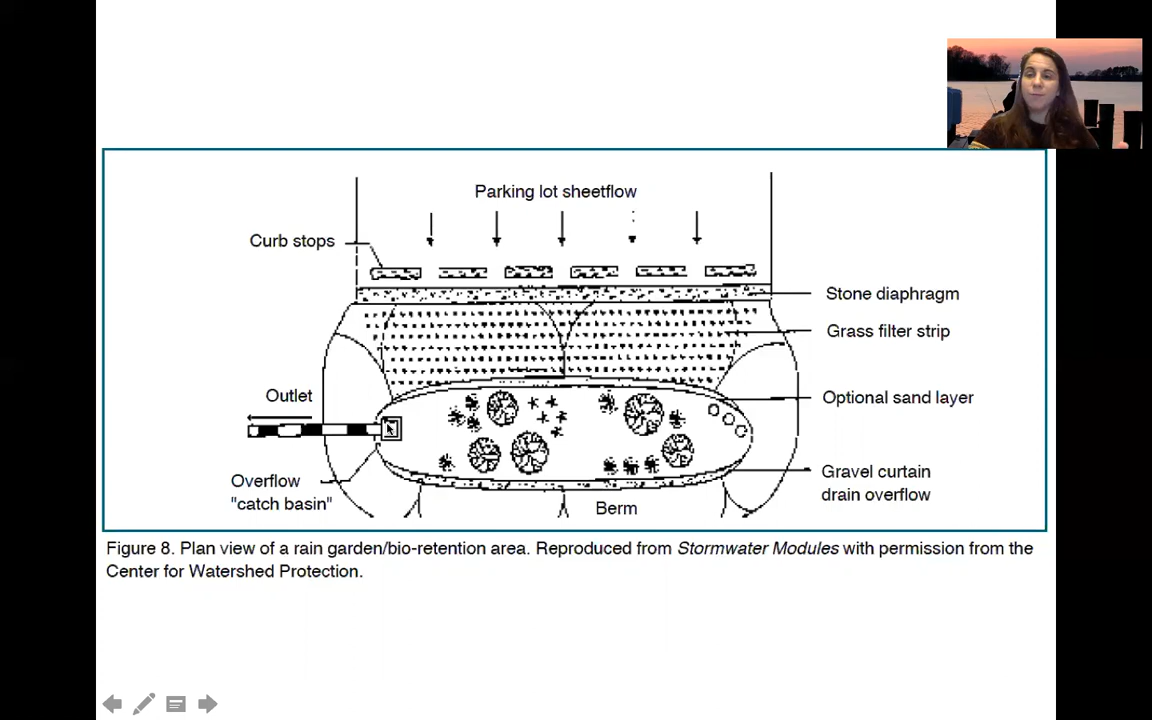 Parking lot sheetflow
Curb stops
Stone diaphragm
Grass filter strip
Outlet
Optional sand layer
Overflow
"catch basin"
Gravel curtain
drain overflow
Berm
Figure 8. Plan view of a rain garden/bio-retention area. Reproduced from Stormwater Modules with permission from the
Center for Watershed Protection.